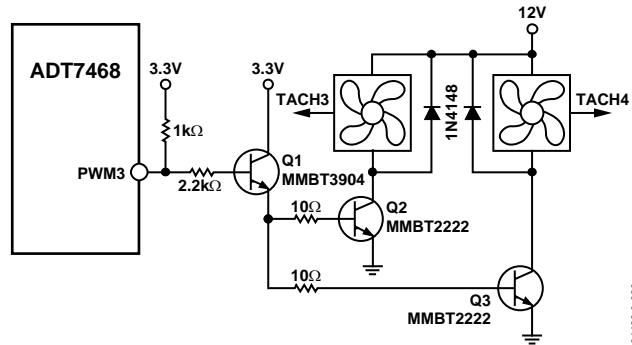 12V
ADT7468
3.3V
3.3V
TACH3
1N4148
TACH4
1kΩ
PWM3
2.2kΩ
Q1
MMBT3904
10Ω
Q2
MMBT2222
10Ω
Q3
MMBT2222